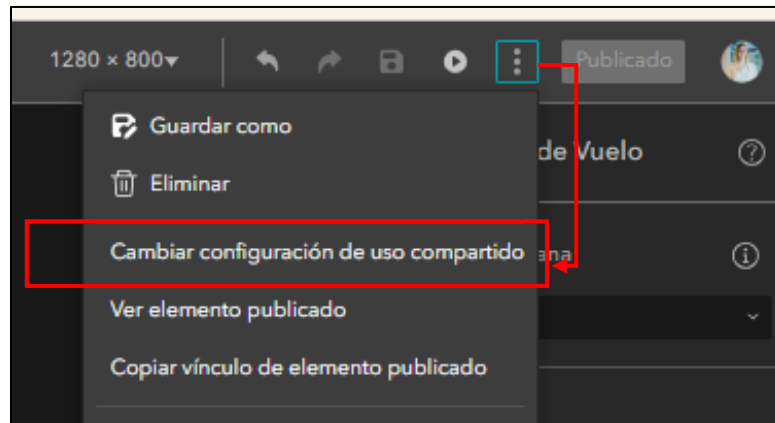 1280 × 800
Publicado
Guardar como
de Vuelo
Eliminar
Cambiar configuración de uso compartido
ana
Ver elemento publicado
Copiar vínculo de elemento publicado